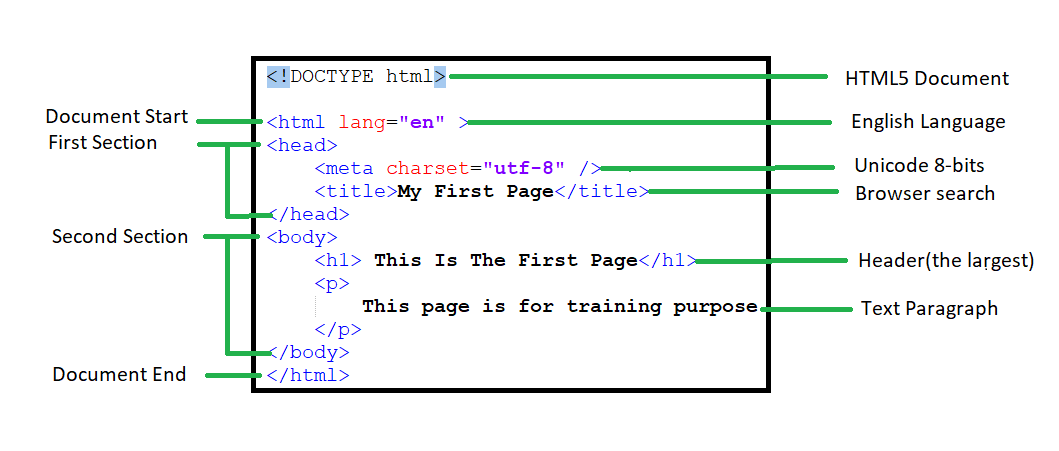 <!DOCTYPE html> HTML5 Document
Document Start <html lang="en" > English Language
First Section <head>
<meta charset="utf-8" /> Unicode 8-bits
<title>My First Page</title> Browser search
</head>
Second Section <body>
<h1> This Is The First Page</h1> Header(the largest)
<p>
This page is for training purpose Text Paragraph
</p>
</body>
Document End </html>